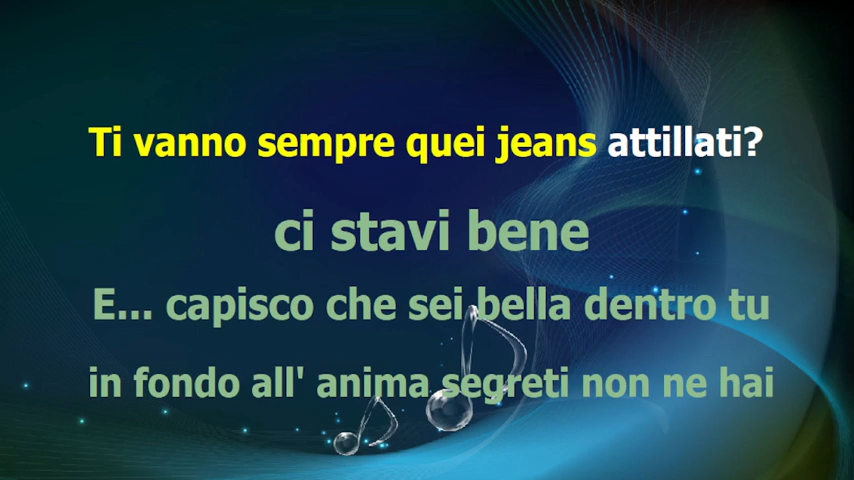 Ti vanno sempre quei jeans attillati?
ci stavi bene
E... capisco che sei bella dentro tu
in fondo all' anima segreti non ne hai